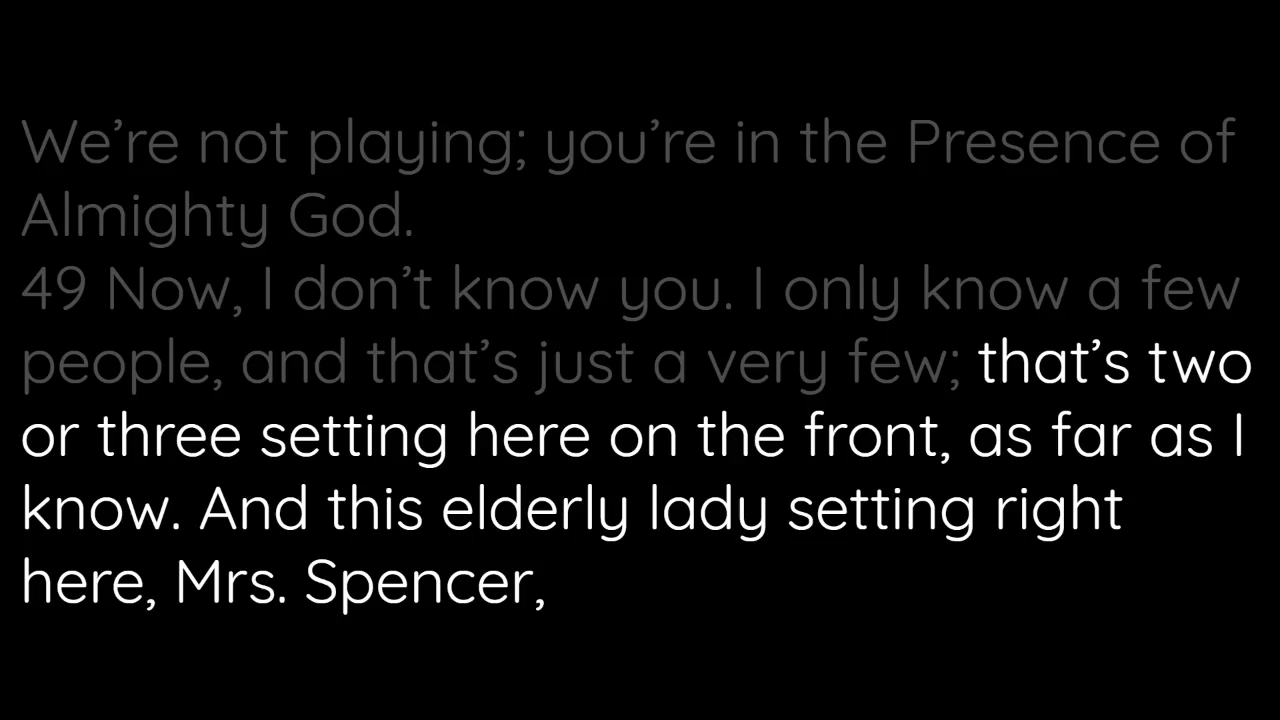 We’re not playing; you’re in the Presence of
Almighty God.
49 Now, I don’t know you. I only know a few
people, and that’s just a very few; that’s two
or three setting here on the front, as far as I
know. And this elderly lady setting right
here, Mrs. Spencer,